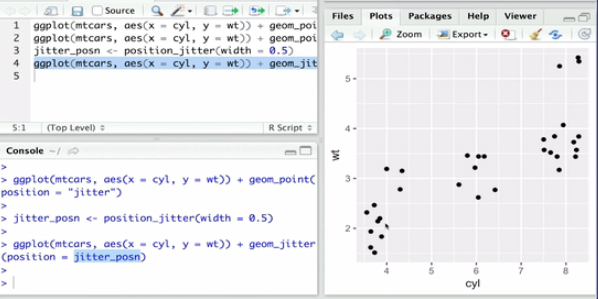 Source
1 ggplot(mtcars, aes(x = cyl, y = wt)) + geom_poi
2 ggplot(mtcars, aes(x = cyl, y = wt)) + geom_poi
3 jitter_posn <- position_jitter(width = 0.5)
4 ggplot(mtcars, aes(x = cyl, y = wt)) + geom_jit
5
5:1 (Top Level) R Script
Console ~/
>
> ggplot(mtcars, aes(x = cyl, y = wt)) + geom_point(
position = "jitter")
>
> jitter_posn <- position_jitter(width = 0.5)
>
> ggplot(mtcars, aes(x = cyl, y = wt)) + geom_jitter
(position = jitter_posn)
>
>
Files Plots Packages Help Viewer
Zoom Export
5
4
3
2
wt
4 5 6 7 8
cyl